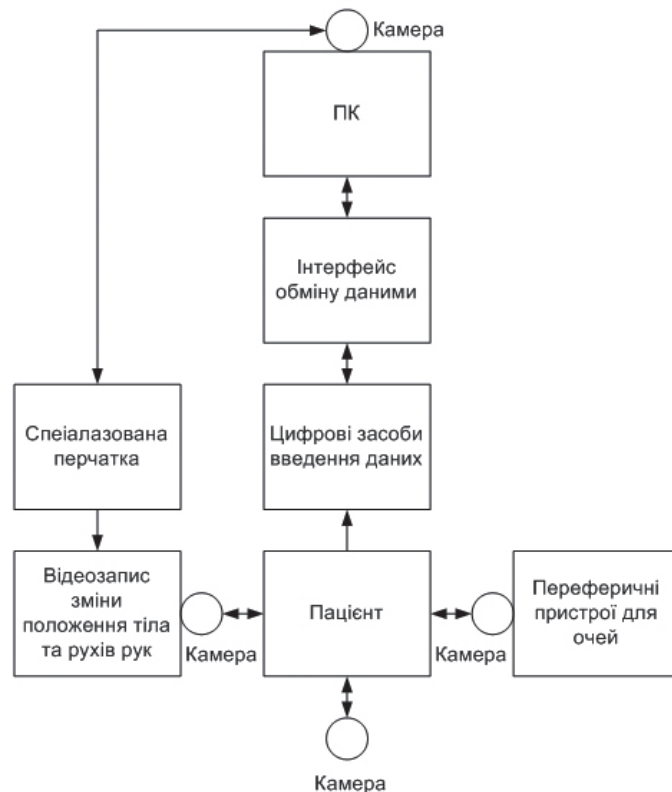 Камера
ПК
Інтерфейс
обміну даними
Спеіалазована
перчатка
Цифрові засоби
введення даних
Відеозапис
зміни
положення тіла
та рухів рук
Камера
Пацієнт
Камера
Переферичні
пристрої для
очей
Камера